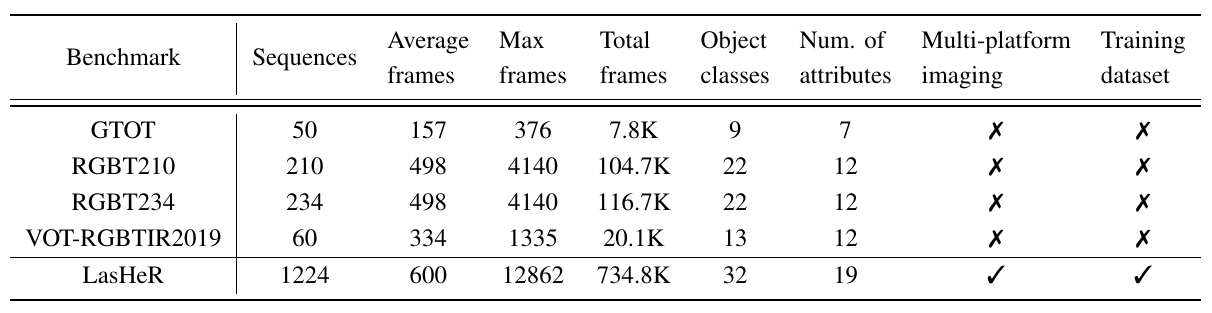 Benchmark Sequences Average frames Max frames Total frames Object classes Num. of attributes Multi-platform imaging Training dataset
GTOT 50 157 376 7.8K 9 7 ✗ ✗
RGBT210 210 498 4140 104.7K 22 12 ✗ ✗
RGBT234 234 498 4140 116.7K 22 12 ✗ ✗
VOT-RGBTIR2019 60 334 1335 20.1K 13 12 ✗ ✗
LasHeR 1224 600 12862 734.8K 32 19 ✓ ✓